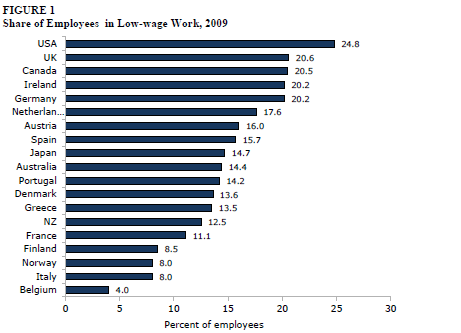 FIGURE 1
Share of Employees in Low-wage Work, 2009
USA 24.8
UK 20.6
Canada 20.5
Ireland 20.2
Germany 20.2
Netherlan... 17.6
Austria 16.0
Spain 15.7
Japan 14.7
Australia 14.4
Portugal 14.2
Denmark 13.6
Greece 13.5
NZ 12.5
France 11.1
Finland 8.5
Norway 8.0
Italy 8.0
Belgium 4.0
0 5 10 15 20 25 30
Percent of employees